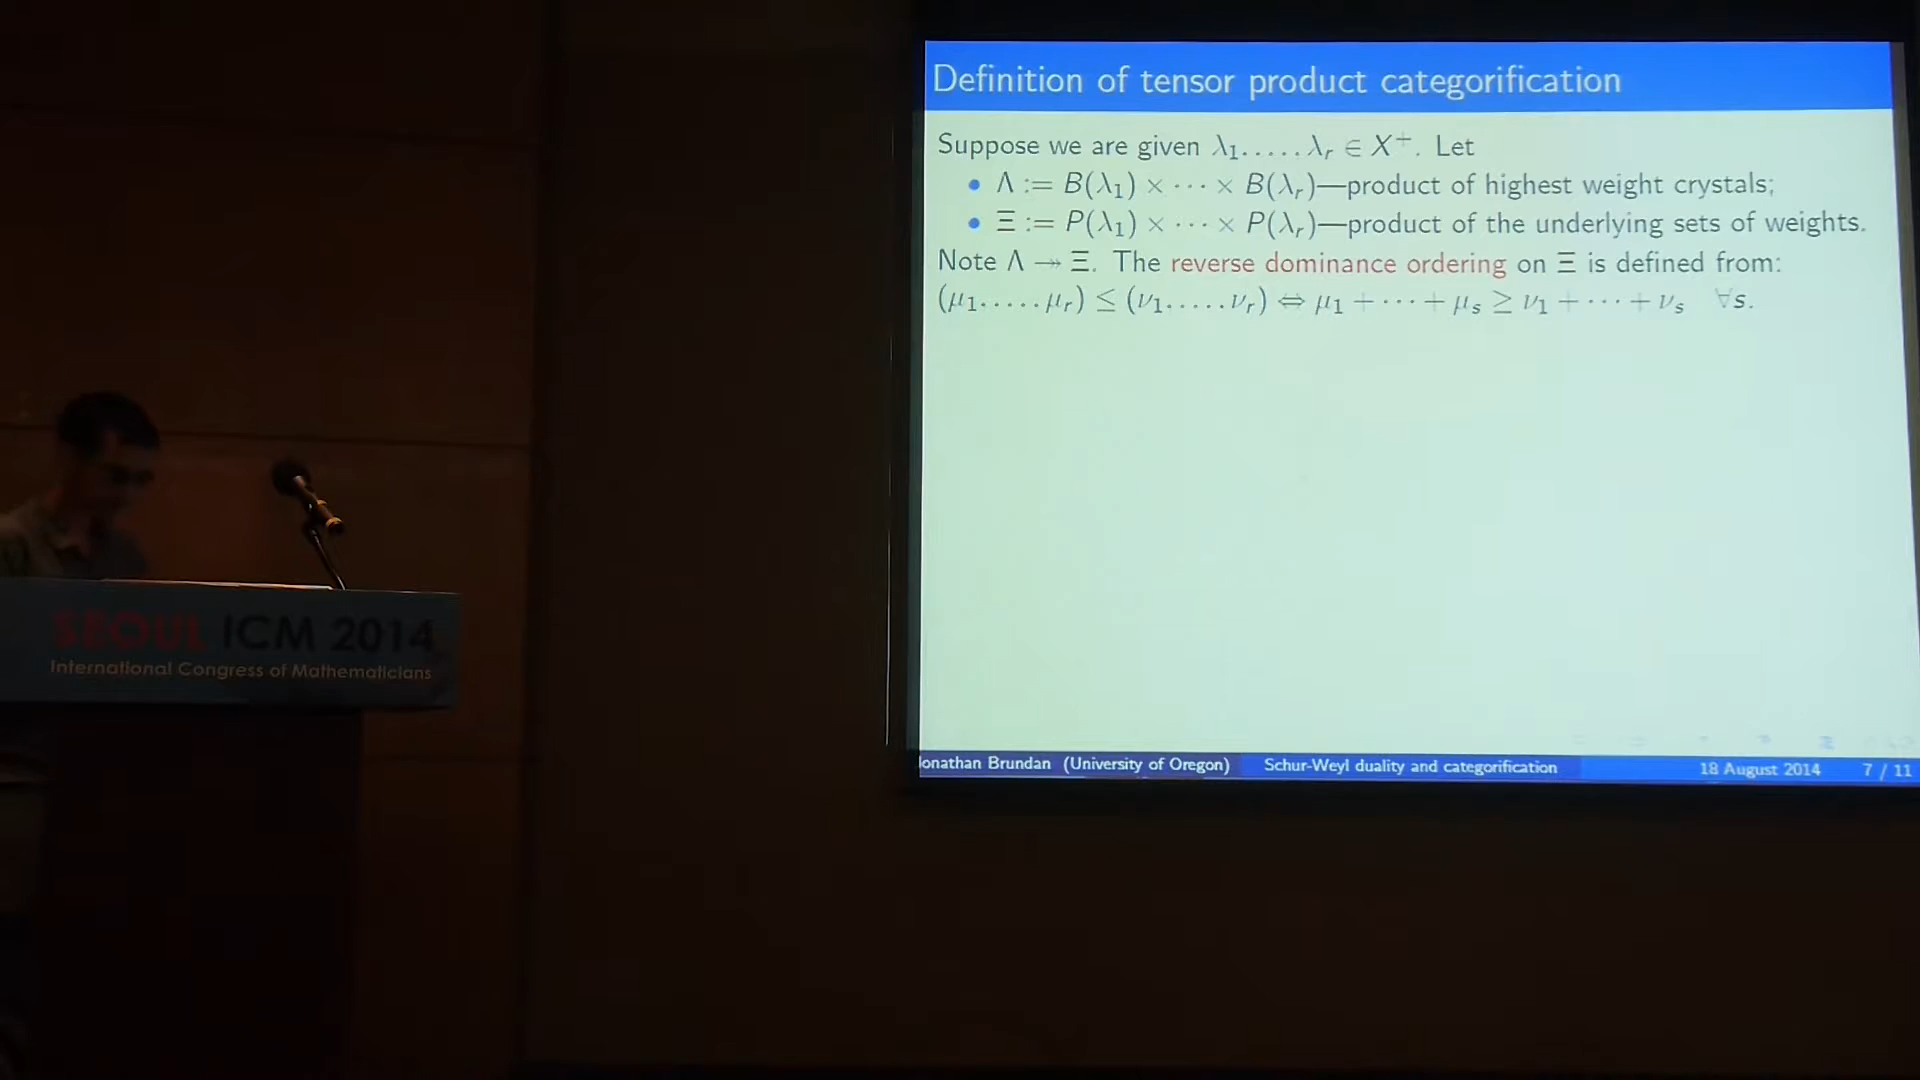 Definition of tensor product categorification
Suppose we are given λ₁, . . . , λᵣ ∈ X⁺. Let
• Λ := B(λ₁) × ⋯ × B(λᵣ)—product of highest weight crystals;
• Ξ := P(λ₁) × ⋯ × P(λᵣ)—product of the underlying sets of weights.
Note Λ ↠ Ξ. The reverse dominance ordering on Ξ is defined from:
(μ₁, . . . , μᵣ) ≤ (ν₁, . . . , νᵣ) ⇔ μ₁ + ⋯ + μₛ ≥ ν₁ + ⋯ + νₛ ∀s.
SEOUL ICM 2014
International Congress of Mathematicians
Jonathan Brundan (University of Oregon) Schur-Weyl duality and categorification 18 August 2014 7 / 11